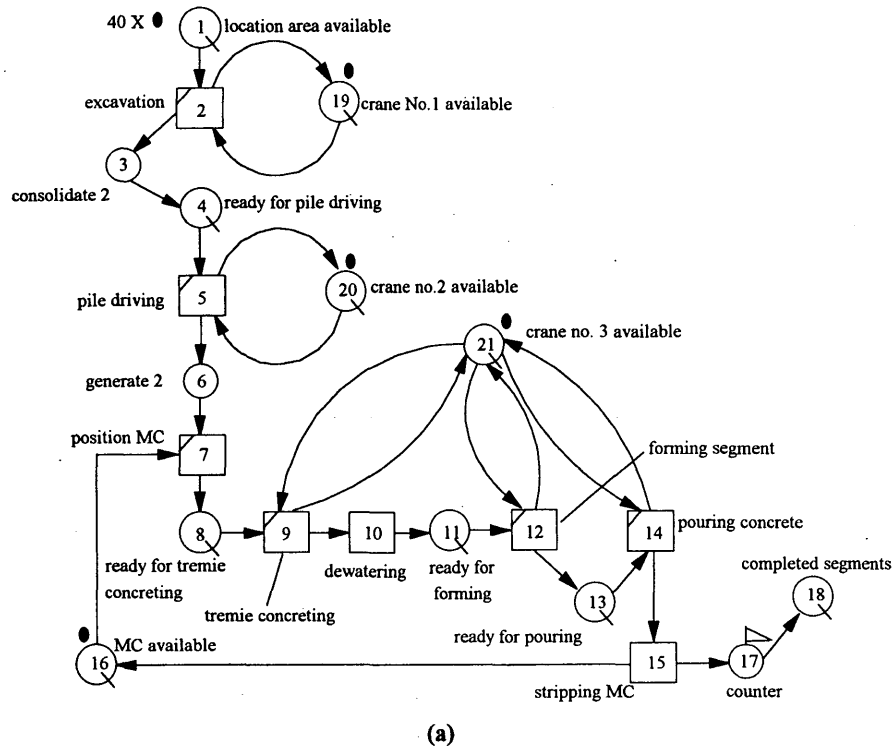 40 X
1
location area available
excavation
2
19
crane No.1 available
3
consolidate 2
4
ready for pile driving
pile driving
5
20
crane no.2 available
21
crane no. 3 available
generate 2
6
position MC
7
forming segment
8
9
10
11
12
14
pouring concrete
ready for tremie
concreting
dewatering
ready for
forming
tremie concreting
13
ready for pouring
completed segments
18
16
MC available
15
17
stripping MC
counter
(a)